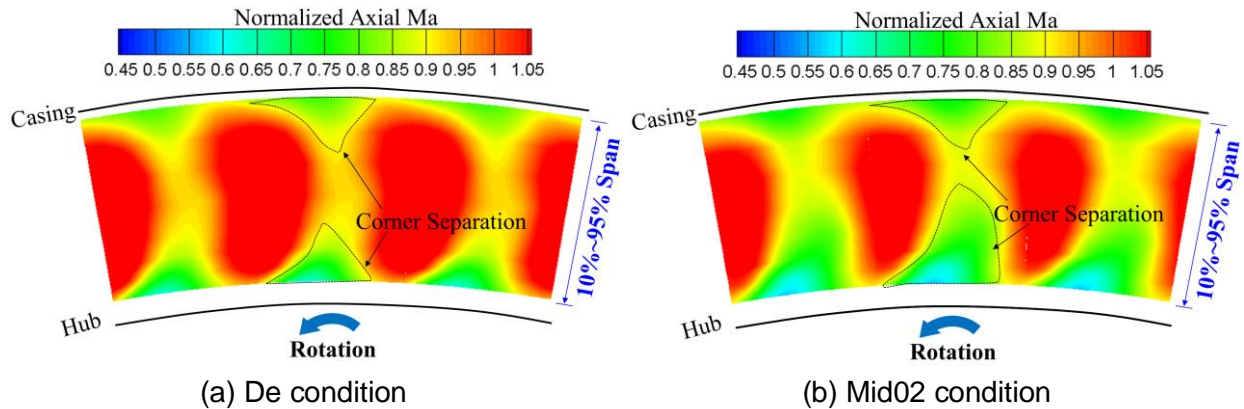 Normalized Axial Ma
0.45 0.5 0.55 0.6 0.65 0.7 0.75 0.8 0.85 0.9 0.95 1 1.05
Casing
Corner Separation
10%~95% Span
Hub
Rotation
(a) De condition
Normalized Axial Ma
0.45 0.5 0.55 0.6 0.65 0.7 0.75 0.8 0.85 0.9 0.95 1 1.05
Casing
Corner Separation
10%~95% Span
Hub
Rotation
(b) Mid02 condition